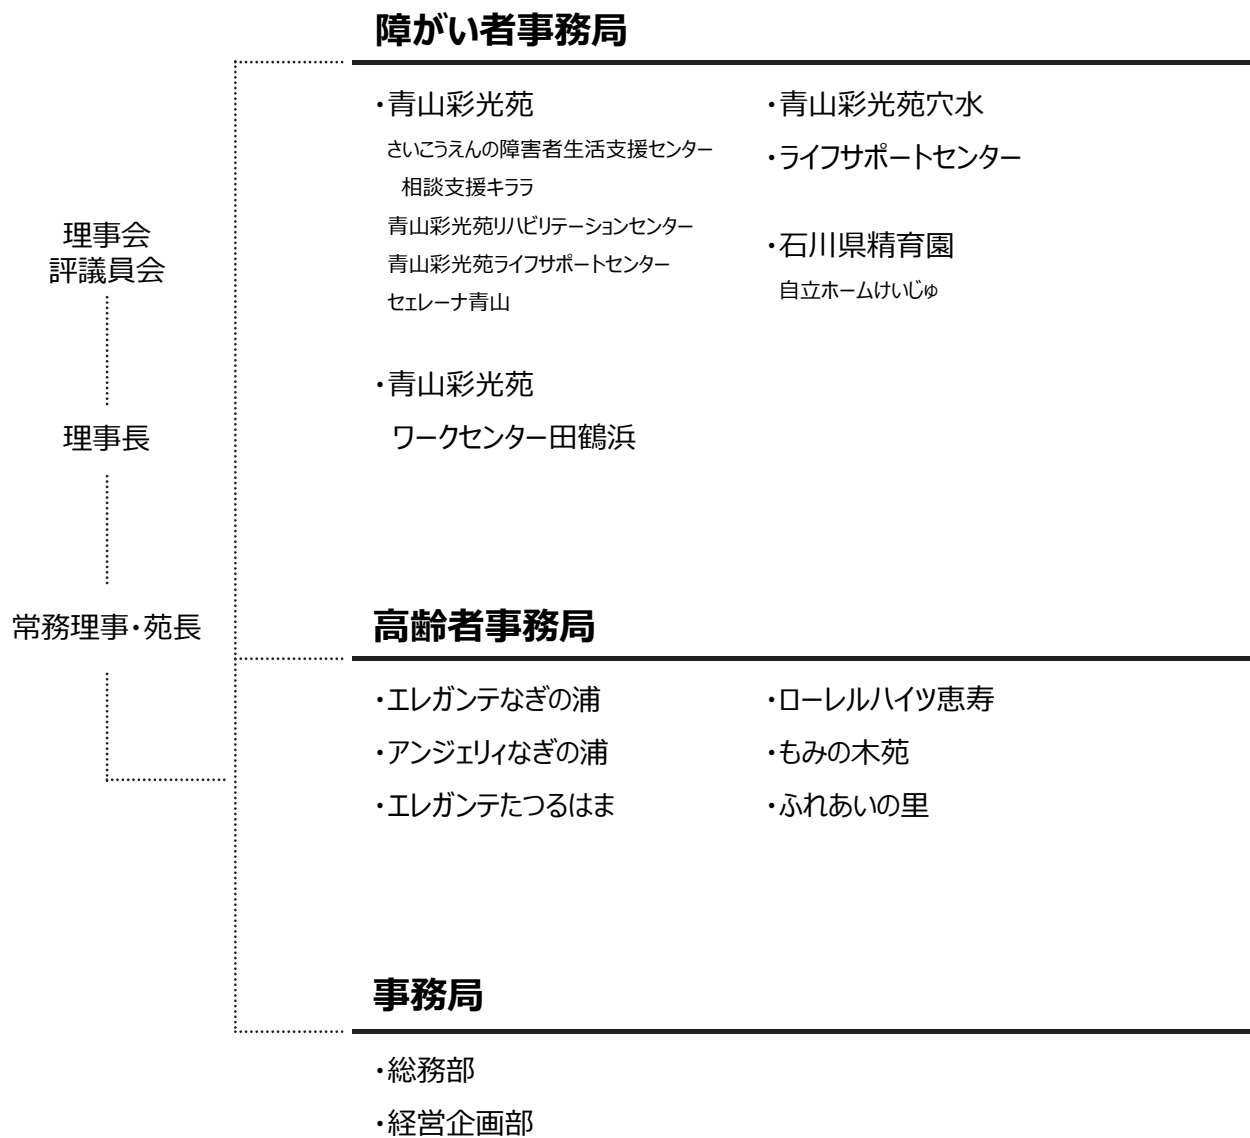 理事会
評議員会
理事長
常務理事・苑長
障がい者事務局
・青山彩光苑
さいこうえんの障害者生活支援センター
相談支援キララ
青山彩光苑リハビリテーションセンター
青山彩光苑ライフサポートセンター
セェレーナ青山
・青山彩光苑
ワークセンター田鶴浜
・青山彩光苑穴水
・ライフサポートセンター
・石川県精育園
自立ホームけいじゅ
高齢者事務局
・エレガンテなぎの浦
・アンジェリィなぎの浦
・エレガンテたつるはま
・ローレルハイツ恵寿
・もみの木苑
・ふれあいの里
事務局
・総務部
・経営企画部